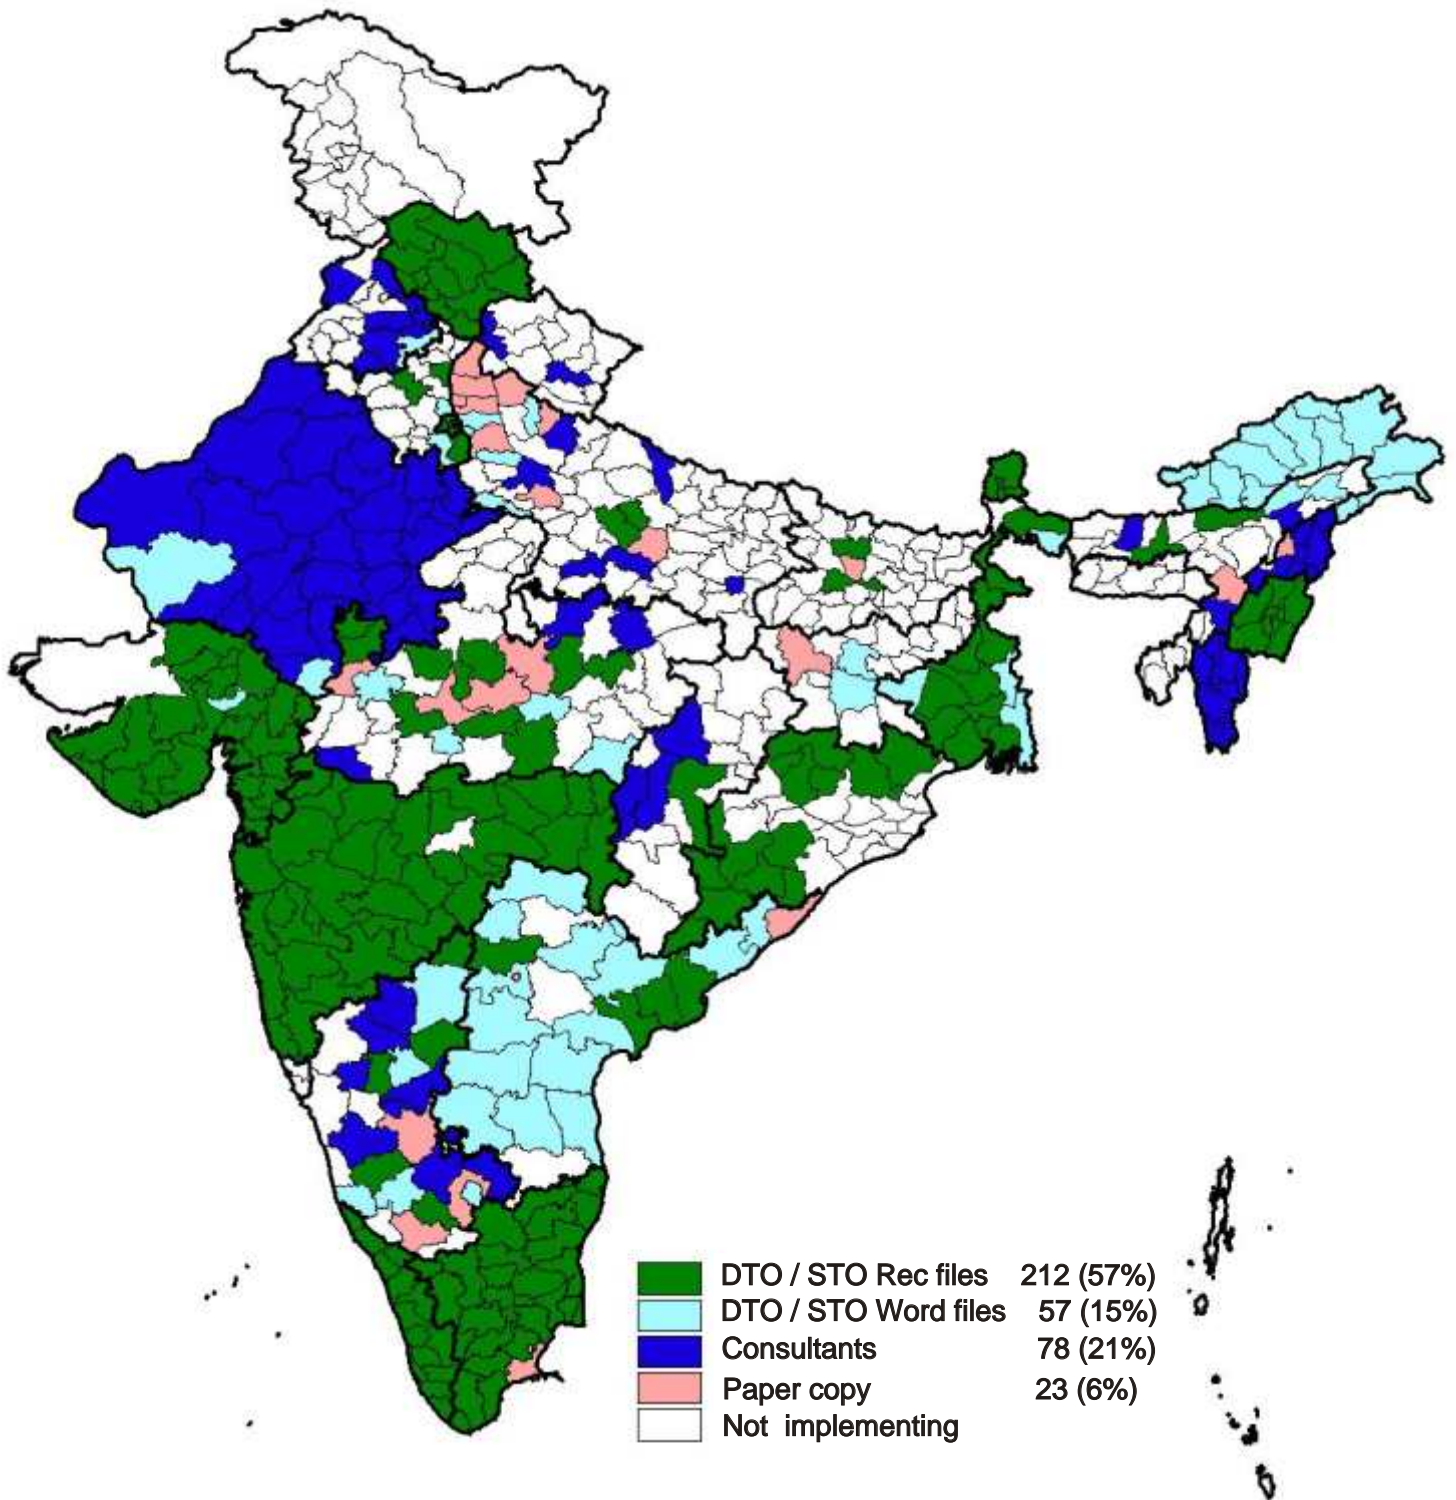 DTO / STO Rec files 212 (57%)
DTO / STO Word files 57 (15%)
Consultants 78 (21%)
Paper copy 23 (6%)
Not implementing